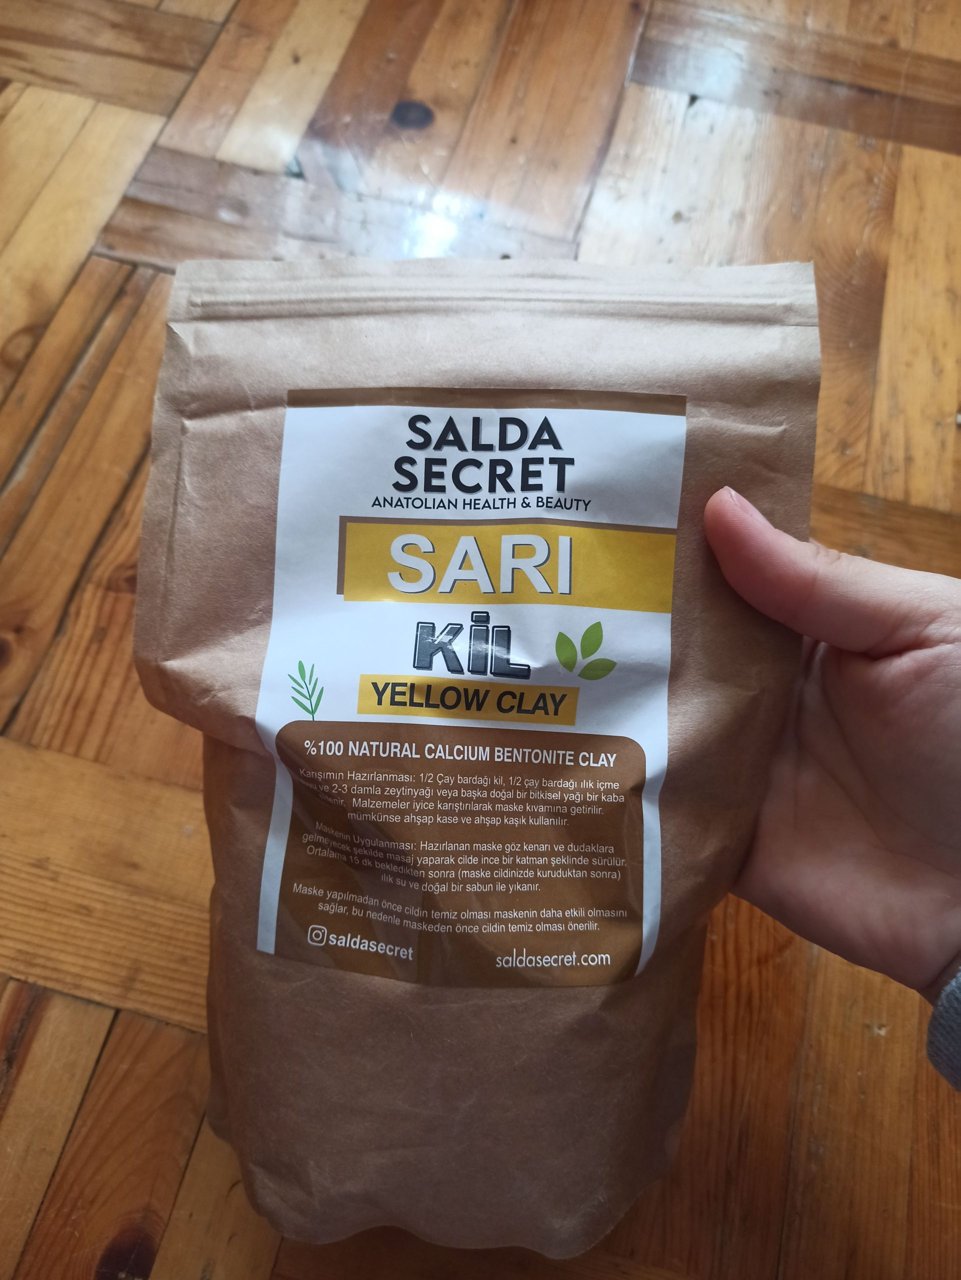 SALDA
SECRET
ANATOLIAN HEALTH & BEAUTY
SARI
KİL
YELLOW CLAY
%100 NATURAL CALCIUM BENTONITE CLAY
Karışımın Hazırlanması: 1/2 Çay bardağı kil, 1/2 çay bardağı ılık içme
ve 2-3 damla zeytinyağı veya başka doğal bir bitkisel yağı bir kaba
Malzemeler iyice karıştırılarak maske kıvamına getirilir.
mümkünse ahşap kase ve ahşap kaşık kullanılır.
Maskenin Uygulanması: Hazırlanan maske göz kenarı ve dudaklara
gelmeyecek şekilde masaj yaparak cilde ince bir katman şeklinde sürülür.
Ortalama 15 dk bekledikten sonra (maske cildinizde kuruduktan sonra)
ılık su ve doğal bir sabun ile yıkanır.
Maske yapılmadan önce cildin temiz olması maskenin daha etkili olmasını
sağlar, bu nedenle maskeden önce cildin temiz olması önerilir.
saldasecret
saldasecret.com